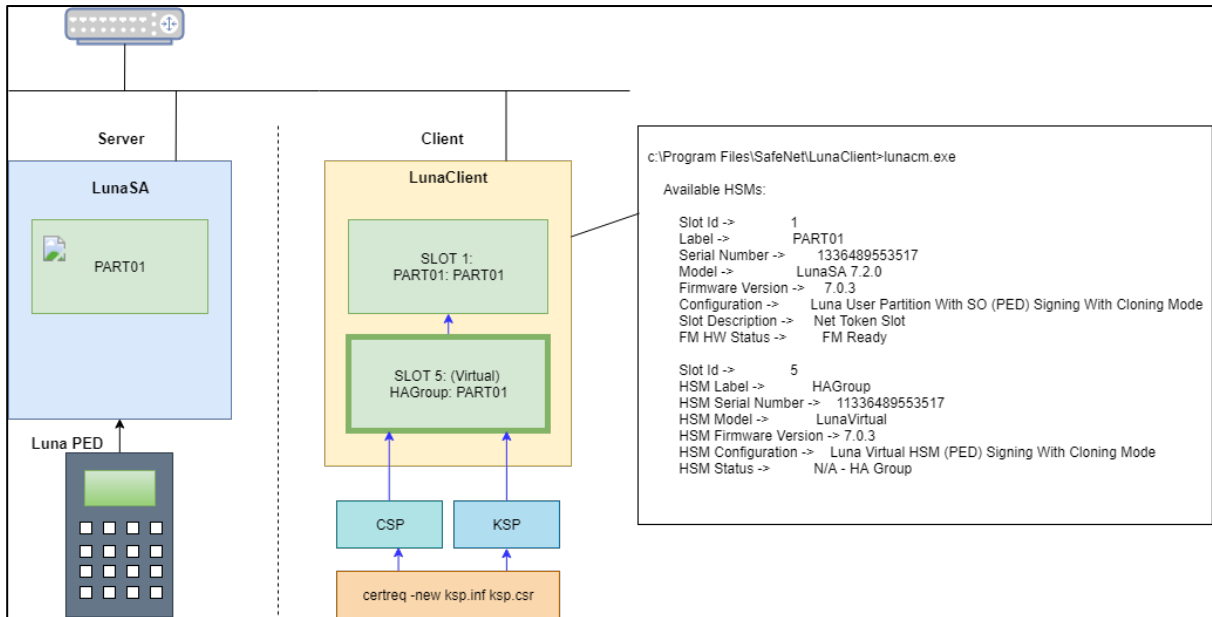 Server
LunaSA
PART01
Luna PED
Client
LunaClient
SLOT 1:
PART01: PART01
SLOT 5: (Virtual)
HAGroup: PART01
CSP
KSP
certreq -new ksp.inf ksp.csr
c:\Program Files\SafeNet\LunaClient>lunacm.exe
Available HSMs:
Slot Id -> 1
Label -> PART01
Serial Number -> 1336489553517
Model -> LunaSA 7.2.0
Firmware Version -> 7.0.3
Configuration -> Luna User Partition With SO (PED) Signing With Cloning Mode
Slot Description -> Net Token Slot
FM HW Status -> FM Ready
Slot Id -> 5
HSM Label -> HAGroup
HSM Serial Number -> 11336489553517
HSM Model -> LunaVirtual
HSM Firmware Version -> 7.0.3
HSM Configuration -> Luna Virtual HSM (PED) Signing With Cloning Mode
HSM Status -> N/A - HA Group